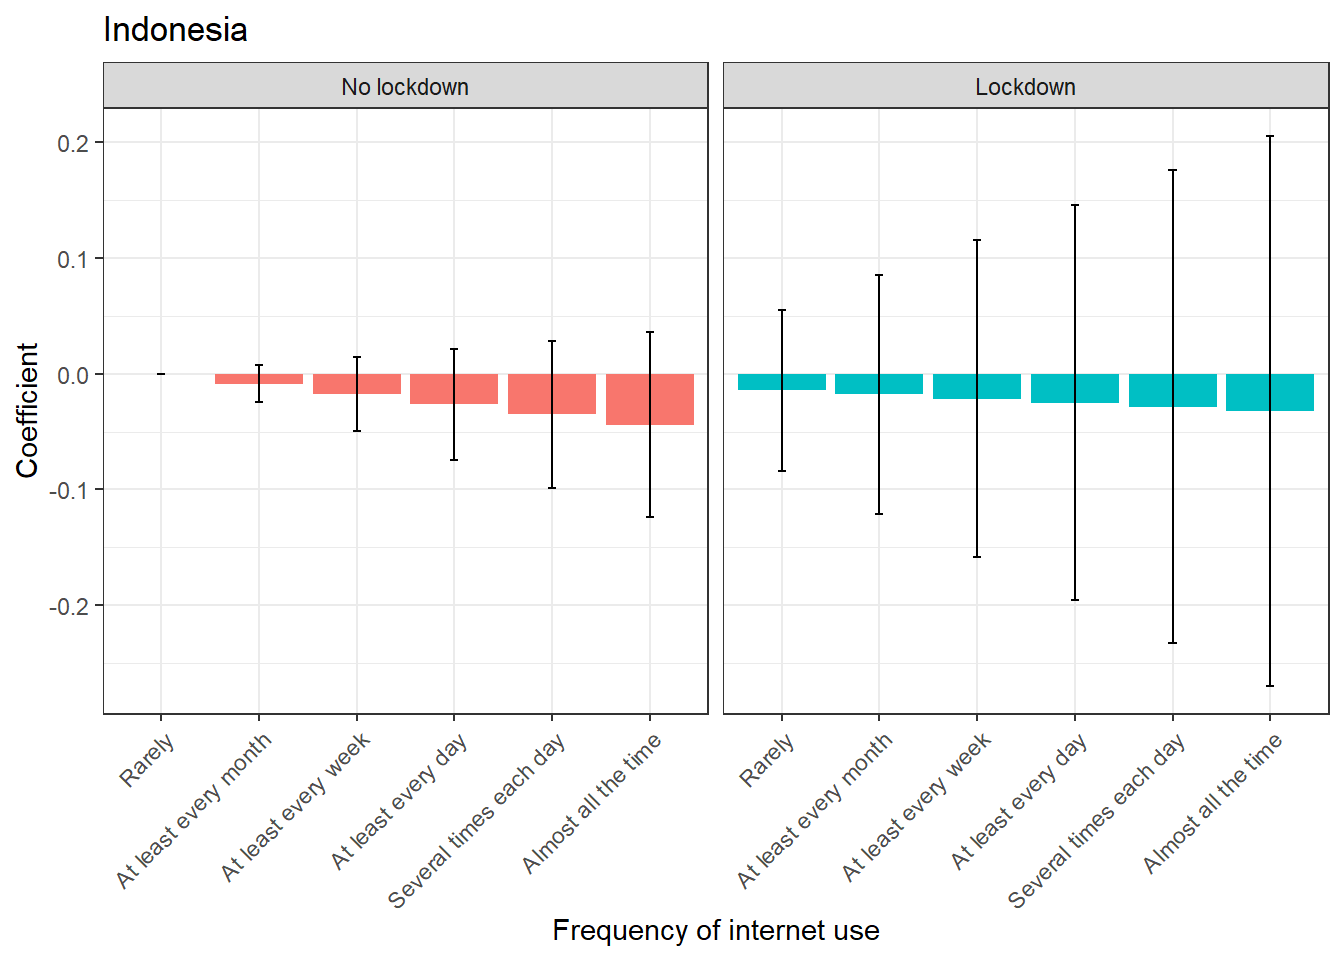 Indonesia
No lockdown
Lockdown
Coefficient
0.2
0.1
0.0
-0.1
-0.2
Rarely
At least every month
At least every week
At least every day
Several times each day
Almost all the time
Rarely
At least every month
At least every week
At least every day
Several times each day
Almost all the time
Frequency of internet use